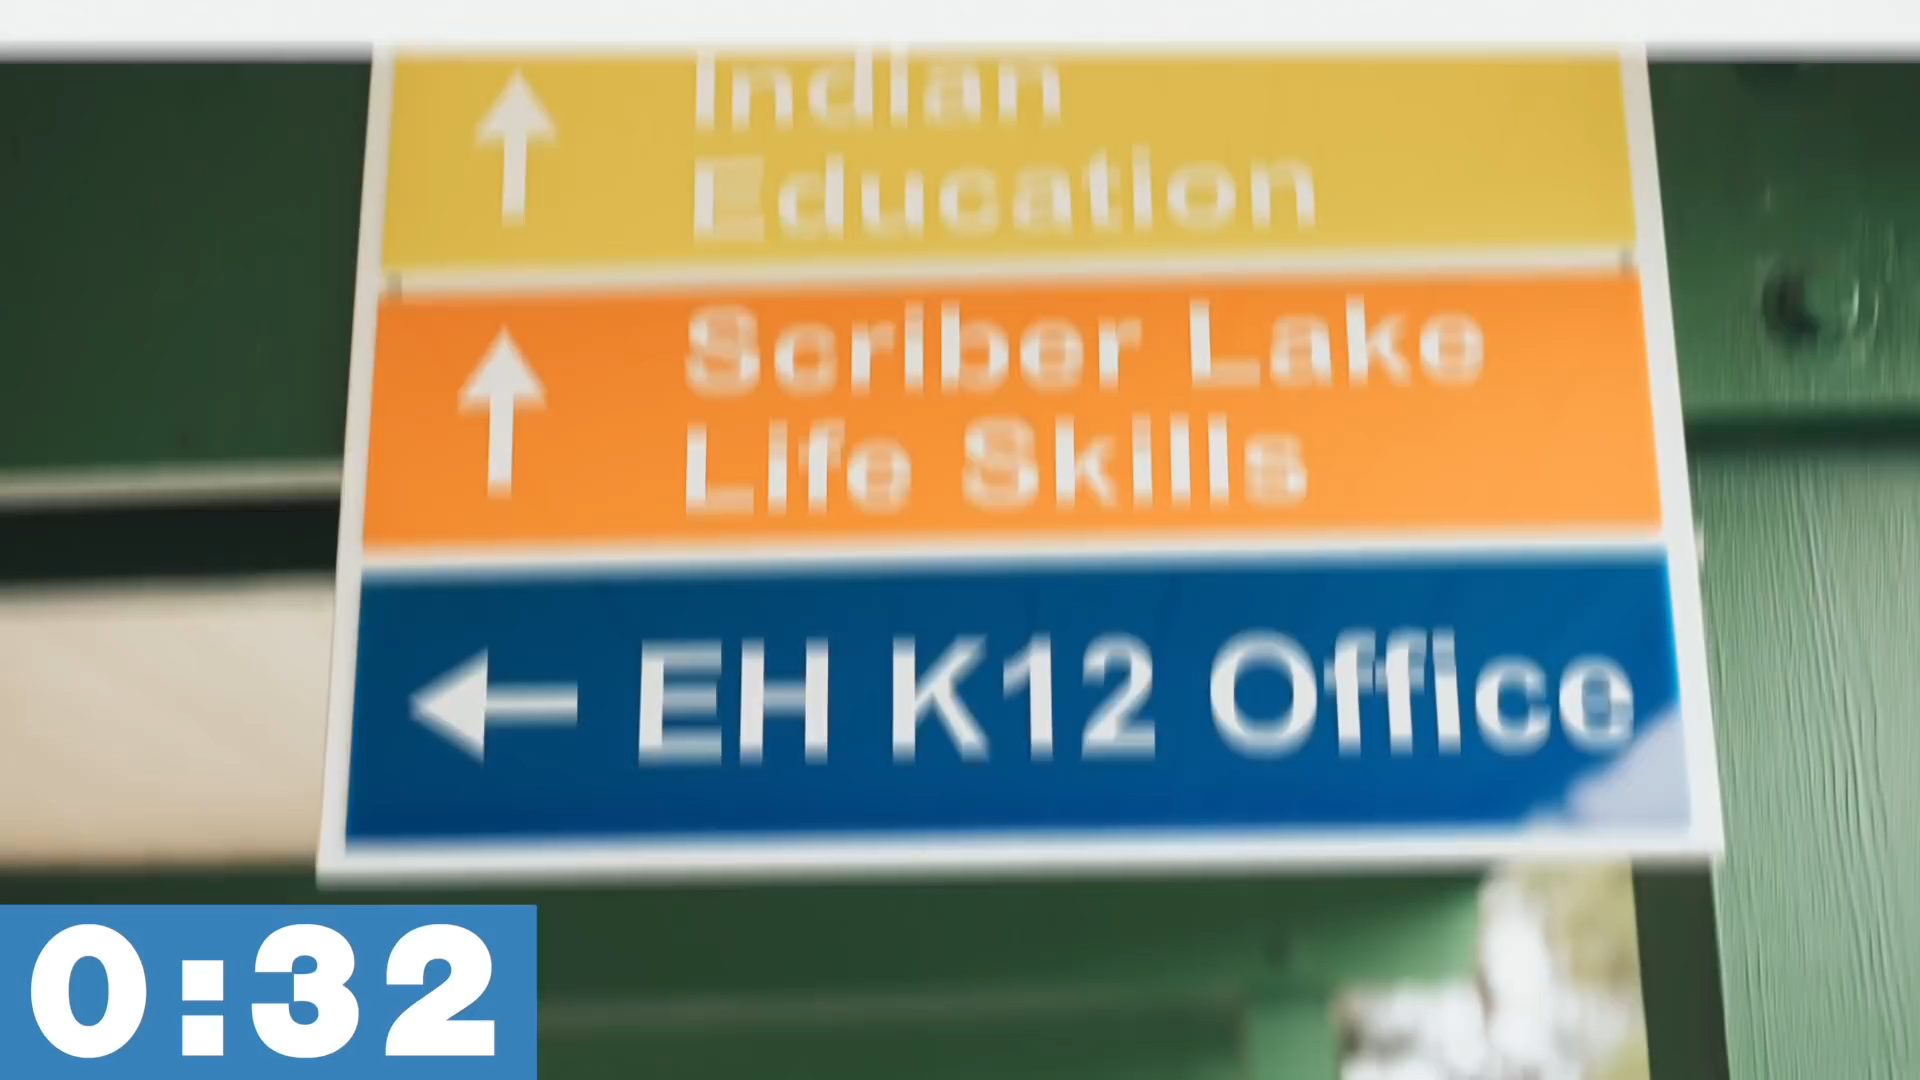 Indian
Education
Scriber Lake
Life Skills
EH K12 Office
0:32